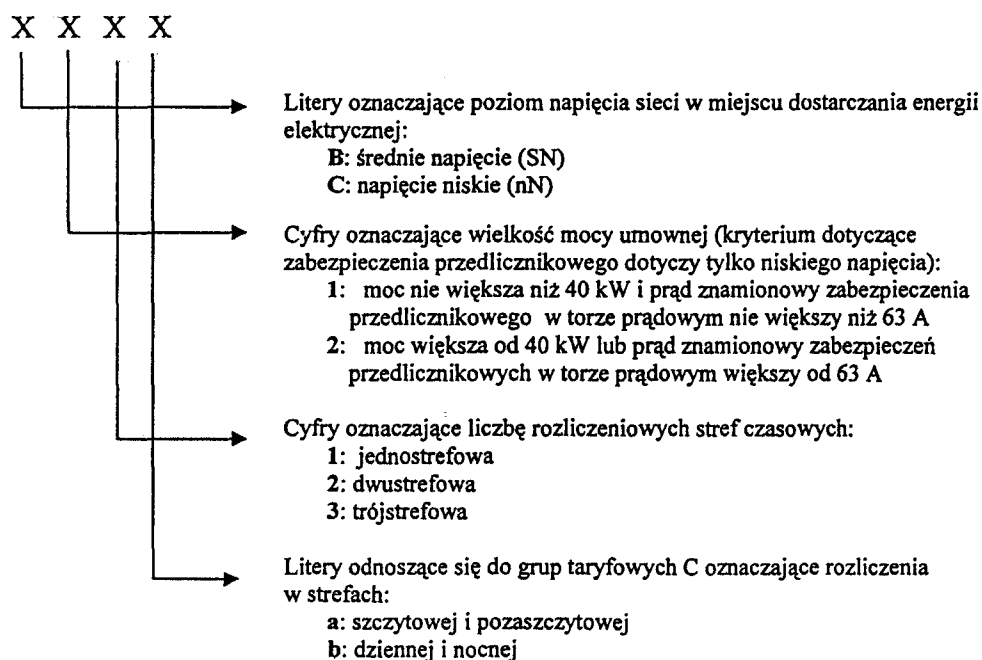 X X X X
Litery oznaczające poziom napięcia sieci w miejscu dostarczania energii
elektrycznej:
B: średnie napięcie (SN)
C: napięcie niskie (nN)
Cyfry oznaczające wielkość mocy umownej (kryterium dotyczące
zabezpieczenia przedlicznikowego dotyczy tylko niskiego napięcia):
1: moc nie większa niż 40 kW i prąd znamionowy zabezpieczenia
przedlicznikowego w torze prądowym nie większy niż 63 A
2: moc większa od 40 kW lub prąd znamionowy zabezpieczeń
przedlicznikowych w torze prądowym większy od 63 A
Cyfry oznaczające liczbę rozliczeniowych stref czasowych:
1: jednostrefowa
2: dwustrefowa
3: trójstrefowa
Litery odnoszące się do grup taryfowych C oznaczające rozliczenia
w strefach:
a: szczytowej i pozaszczytowej
b: dziennej i nocnej